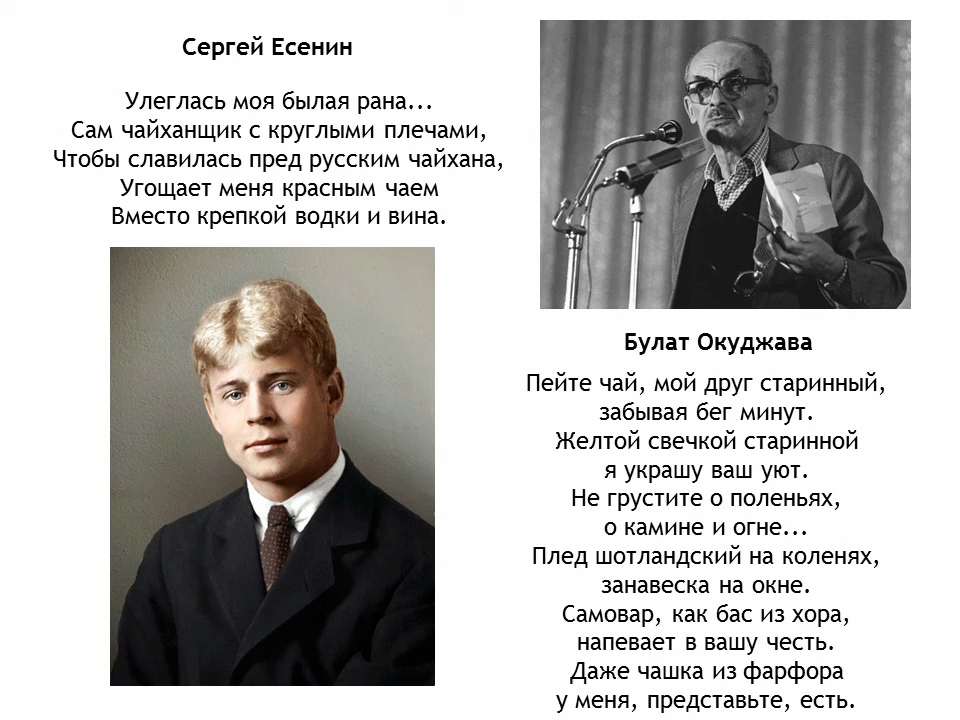 Сергей Есенин
Улеглась моя былая рана...
Сам чайханщик с круглыми плечами,
Чтобы славилась пред русским чайхана,
Угощает меня красным чаем
Вместо крепкой водки и вина.
Булат Окуджава
Пейте чай, мой друг старинный,
забывая бег минут.
Желтой свечкой старинной
я украшу ваш уют.
Не грустите о поленьях,
о камине и огне...
Плед шотландский на коленях,
занавеска на окне.
Самовар, как бас из хора,
напевает в вашу честь.
Даже чашка из фарфора
у меня, представьте, есть.